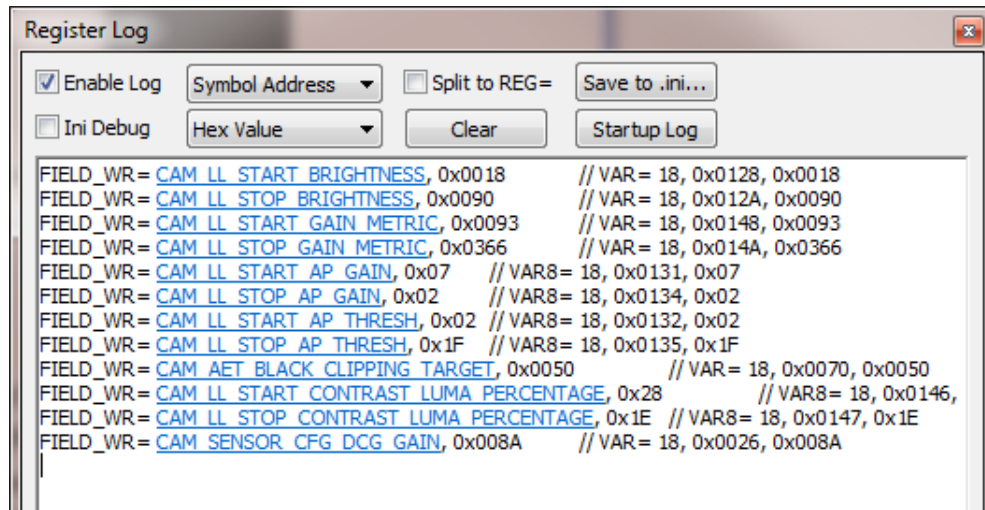 Register Log
Enable Log Symbol Address Split to REG= Save to .ini...
Ini Debug Hex Value Clear Startup Log
FIELD_WR= CAM_LL_START_BRIGHTNESS, 0x0018 // VAR= 18, 0x0128, 0x0018
FIELD_WR= CAM_LL_STOP_BRIGHTNESS, 0x0090 // VAR= 18, 0x012A, 0x0090
FIELD_WR= CAM_LL_START_GAIN_METRIC, 0x0093 // VAR= 18, 0x0148, 0x0093
FIELD_WR= CAM_LL_STOP_GAIN_METRIC, 0x0366 // VAR= 18, 0x014A, 0x0366
FIELD_WR= CAM_LL_START_AP_GAIN, 0x07 // VAR8= 18, 0x0131, 0x07
FIELD_WR= CAM_LL_STOP_AP_GAIN, 0x02 // VAR8= 18, 0x0134, 0x02
FIELD_WR= CAM_LL_START_AP_THRESH, 0x02 // VAR8= 18, 0x0132, 0x02
FIELD_WR= CAM_LL_STOP_AP_THRESH, 0x1F // VAR8= 18, 0x0135, 0x1F
FIELD_WR= CAM_AET_BLACK_CLIPPING_TARGET, 0x0050 // VAR= 18, 0x0070, 0x0050
FIELD_WR= CAM_LL_START_CONTRAST_LUMA_PERCENTAGE, 0x28 // VAR8= 18, 0x0146,
FIELD_WR= CAM_LL_STOP_CONTRAST_LUMA_PERCENTAGE, 0x1E // VAR8= 18, 0x0147, 0x1E
FIELD_WR= CAM_SENSOR_CFG_DCG_GAIN, 0x008A // VAR= 18, 0x0026, 0x008A